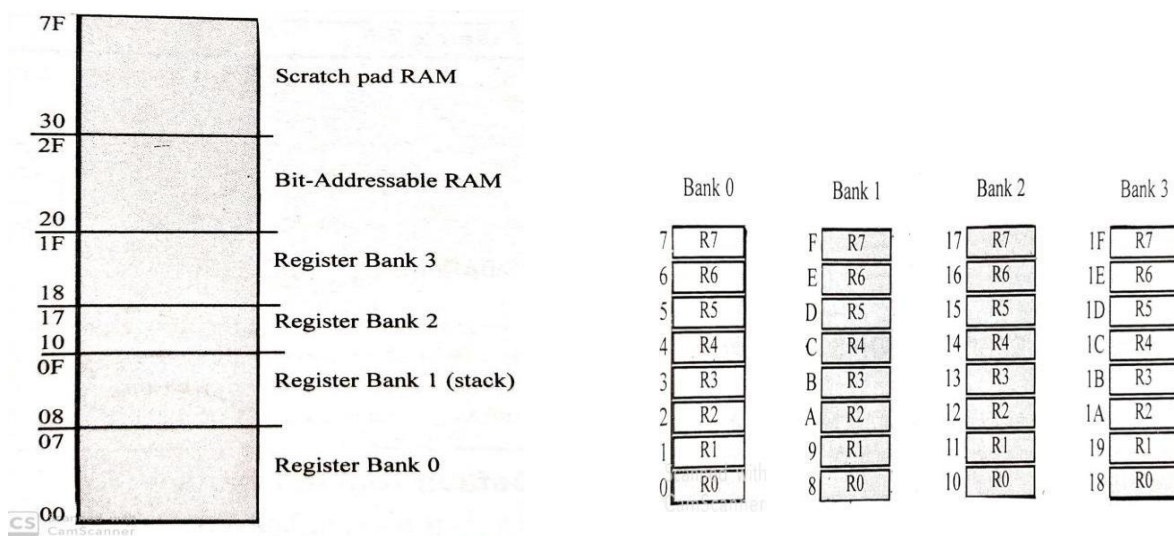 7F
Scratch pad RAM
30
2F
Bit-Addressable RAM
20
1F
Register Bank 3
18
17
Register Bank 2
10
0F
Register Bank 1 (stack)
08
07
Register Bank 0
00
CS
CamScanner
Bank 0 Bank 1 Bank 2 Bank 3
7 R7 F R7 17 R7 1F R7
6 R6 E R6 16 R6 1E R6
5 R5 D R5 15 R5 1D R5
4 R4 C R4 14 R4 1C R4
3 R3 B R3 13 R3 1B R3
2 R2 A R2 12 R2 1A R2
1 R1 9 R1 11 R1 19 R1
0 R0 8 R0 10 R0 18 R0